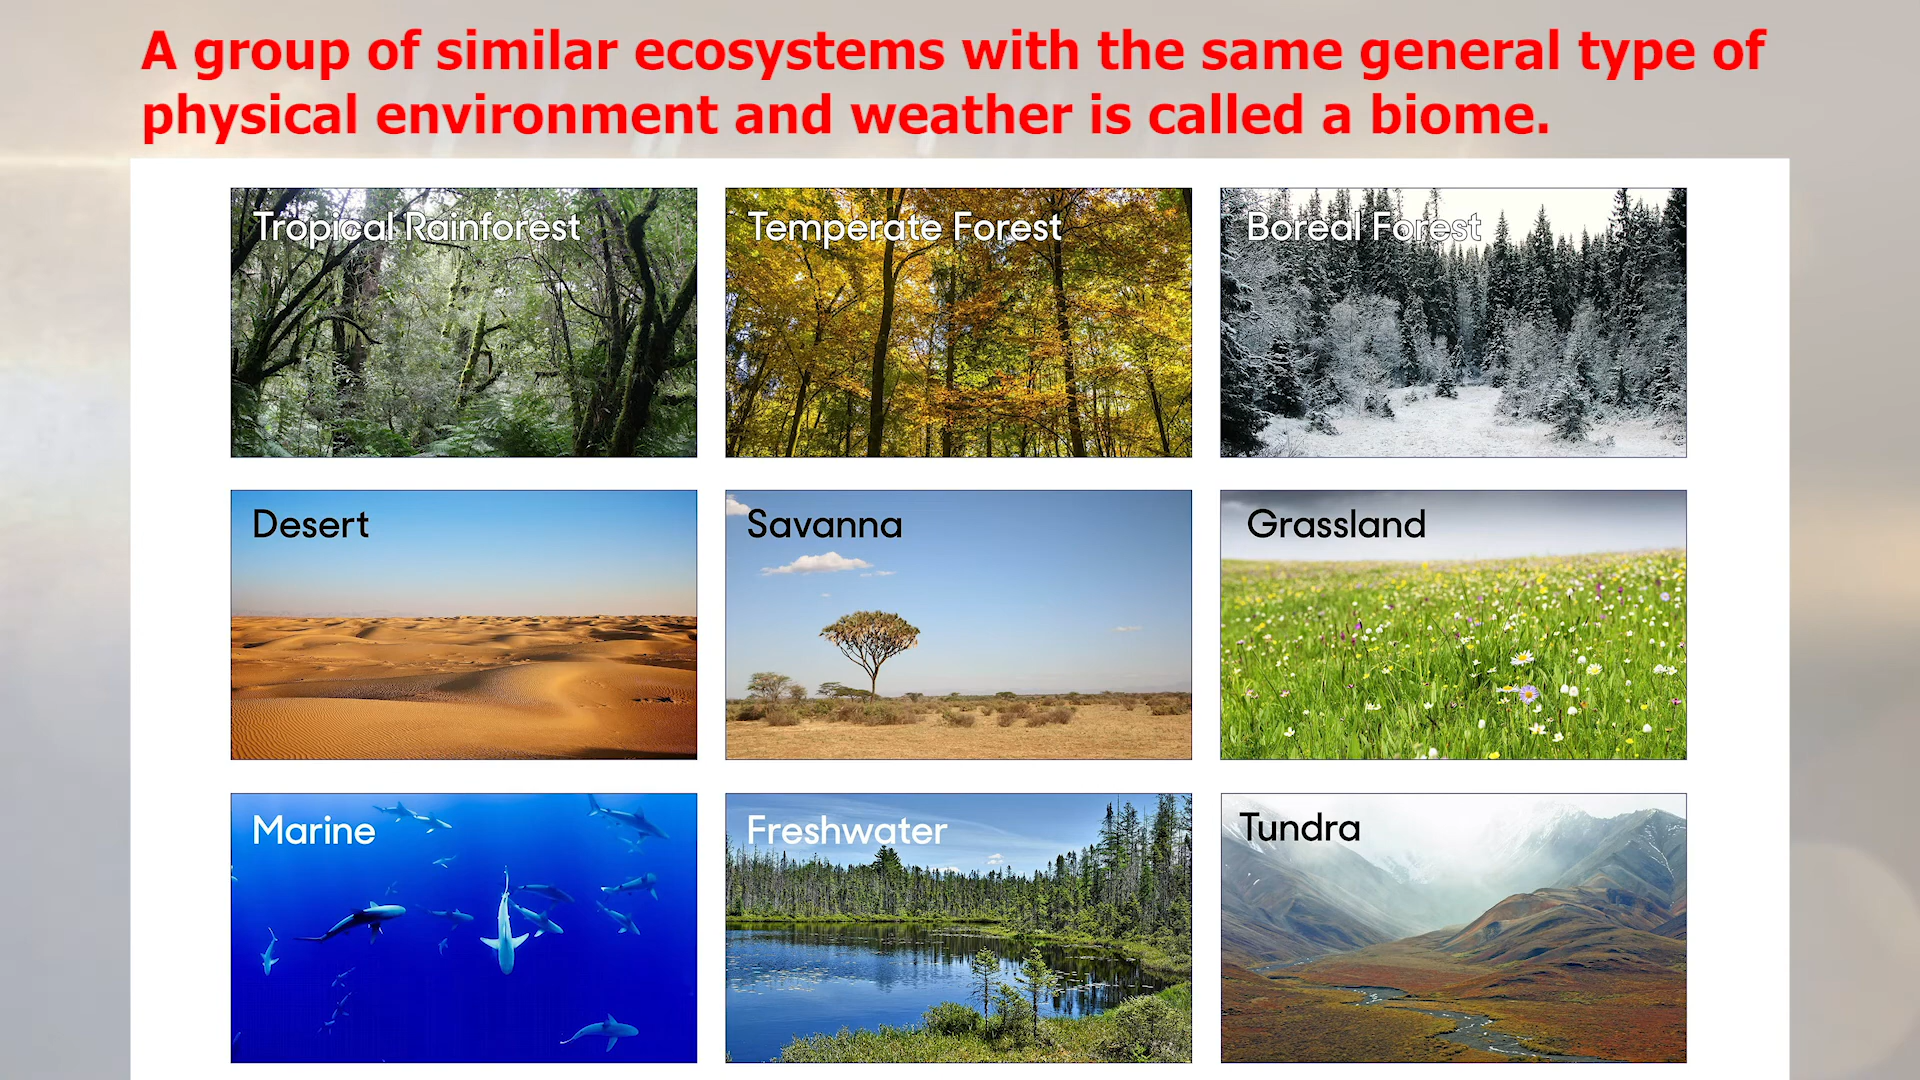 A group of similar ecosystems with the same general type of
physical environment and weather is called a biome.
Tropical Rainforest
Temperate Forest
Boreal Forest
Desert
Savanna
Grassland
Marine
Freshwater
Tundra